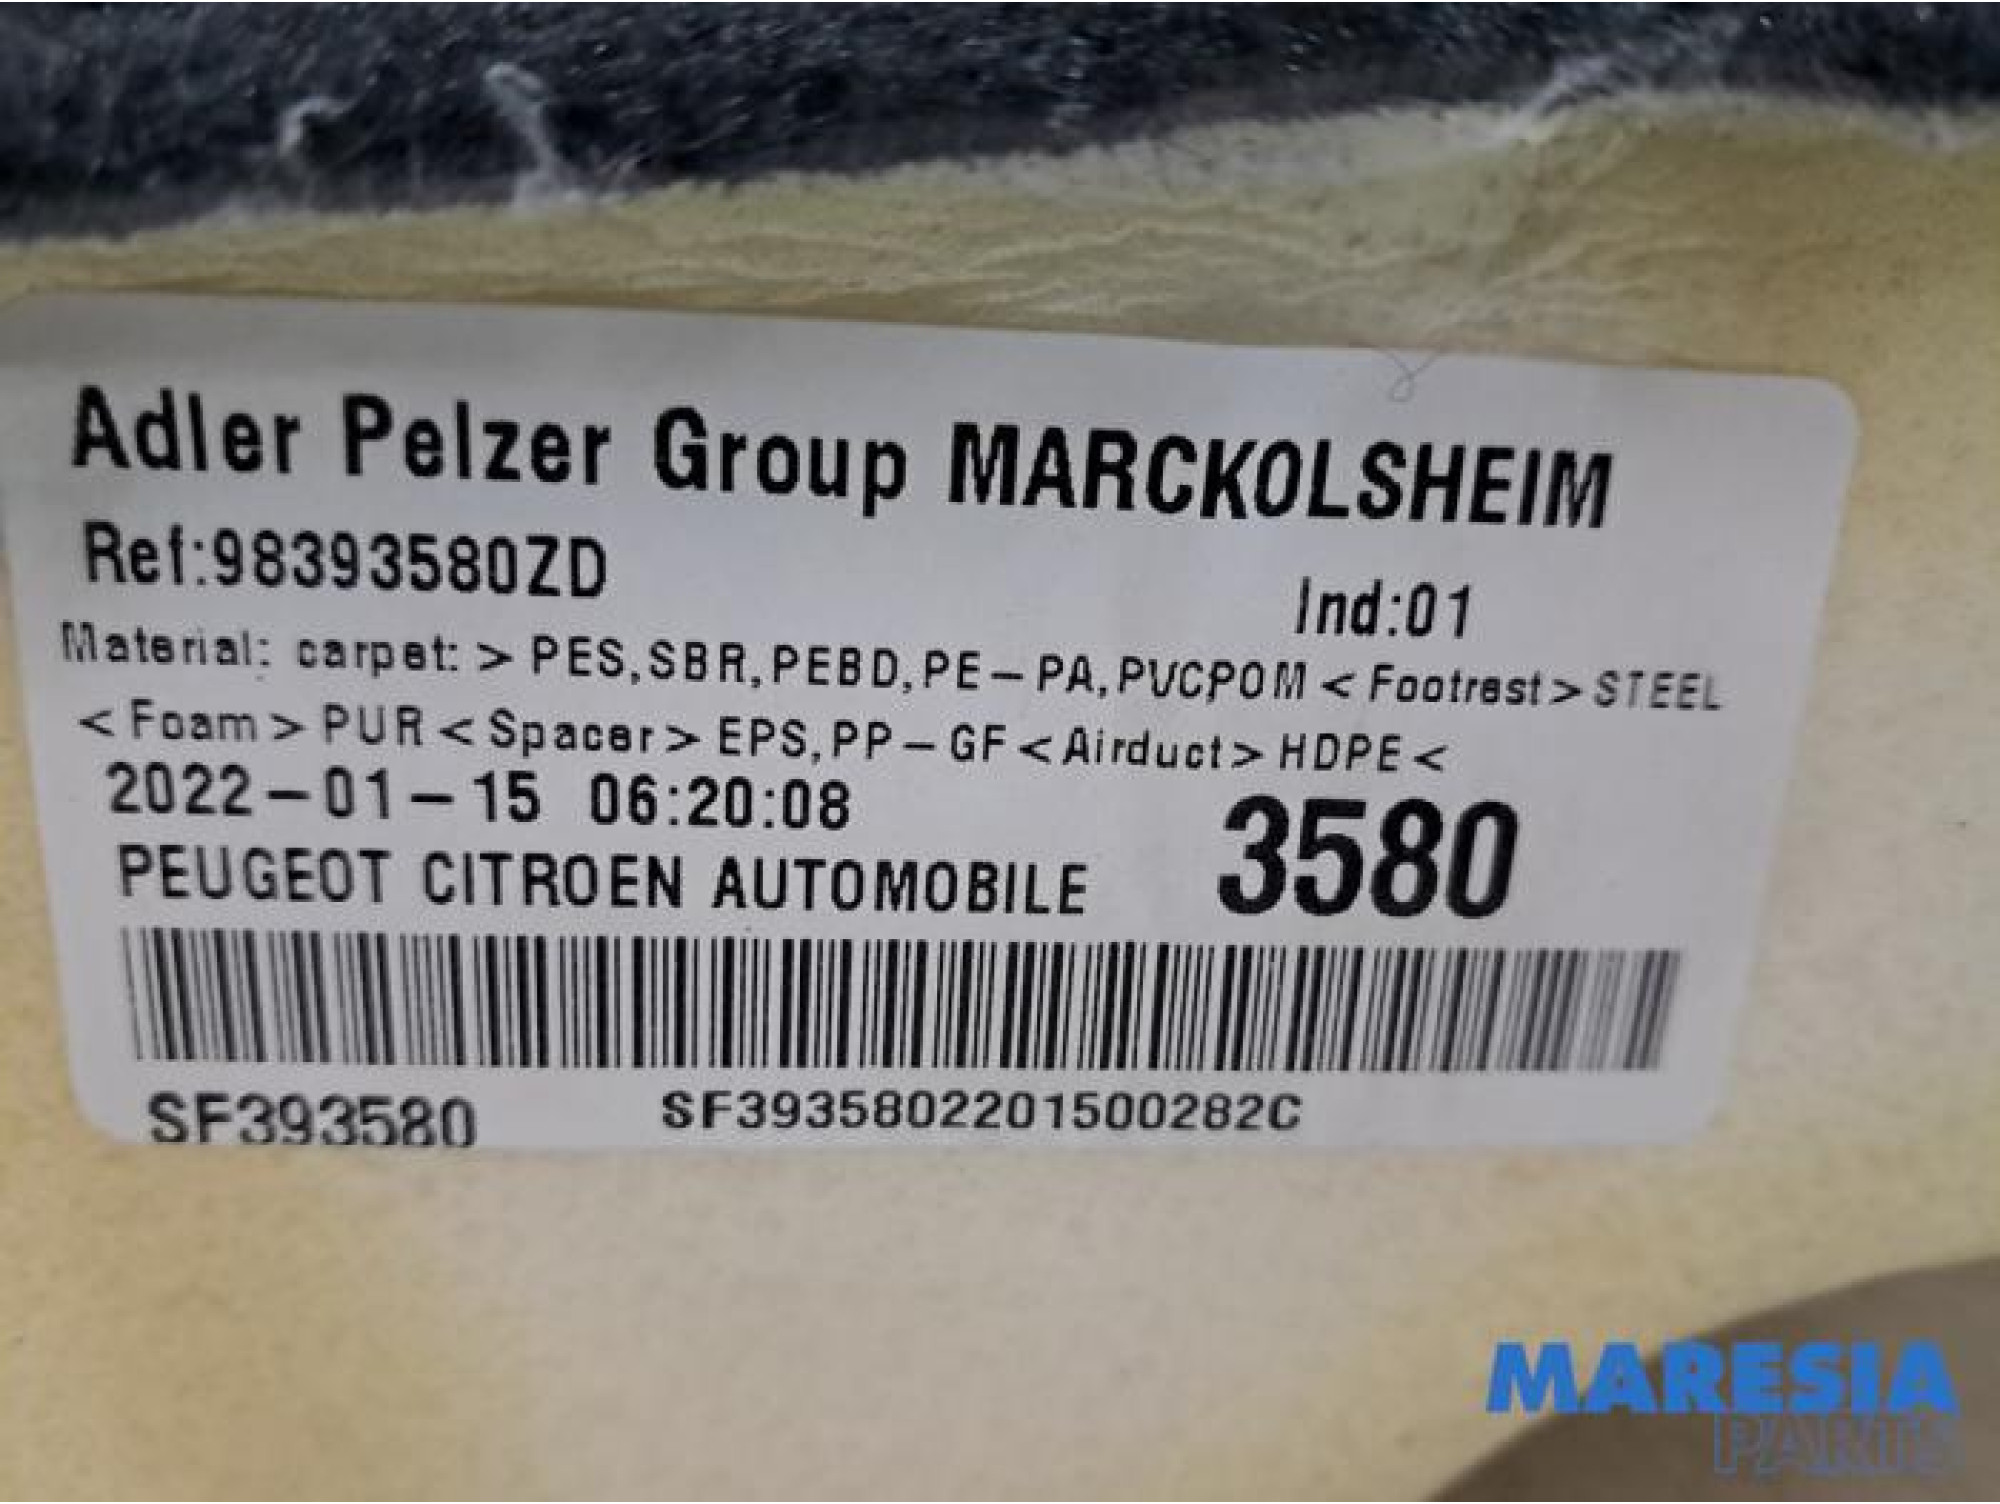 Adler Pelzer Group MARCKOLSHEIM
Ref:98393580ZD
Ind:01
Material: carpet: > PES,SBR,PEBD,PE-PA,PVCPOM < Footrest> STEEL
< Foam > PUR < Spacer> EPS,PP-GF < Airduct> HDPE <
2022-01-15 06:20:08
3580
PEUGEOT CITROEN AUTOMOBILE
SF393580
SF3935802201500282C
MARESIA
PARTS